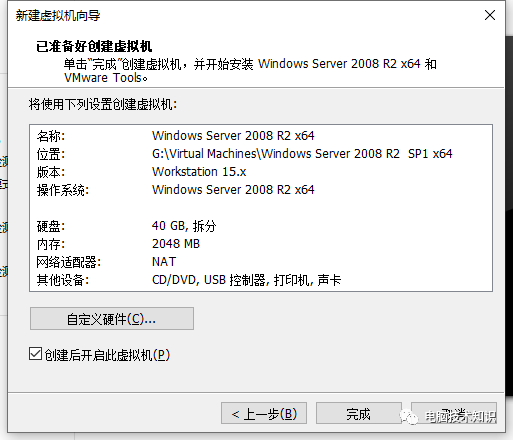 新建虚拟机向导
已准备好创建虚拟机
单击“完成”创建虚拟机，并开始安装 Windows Server 2008 R2 x64 和
VMware Tools。
将使用下列设置创建虚拟机:
名称: Windows Server 2008 R2 x64
位置: G:\Virtual Machines\Windows Server 2008 R2  SP1 x64
版本: Workstation 15.x
操作系统: Windows Server 2008 R2 x64
硬盘: 40 GB, 拆分
内存: 2048 MB
网络适配器: NAT
其他设备: CD/DVD, USB 控制器, 打印机, 声卡
自定义硬件(C)...
创建后开启此虚拟机(P)
< 上一步(B) 完成 取消
电脑技术知识